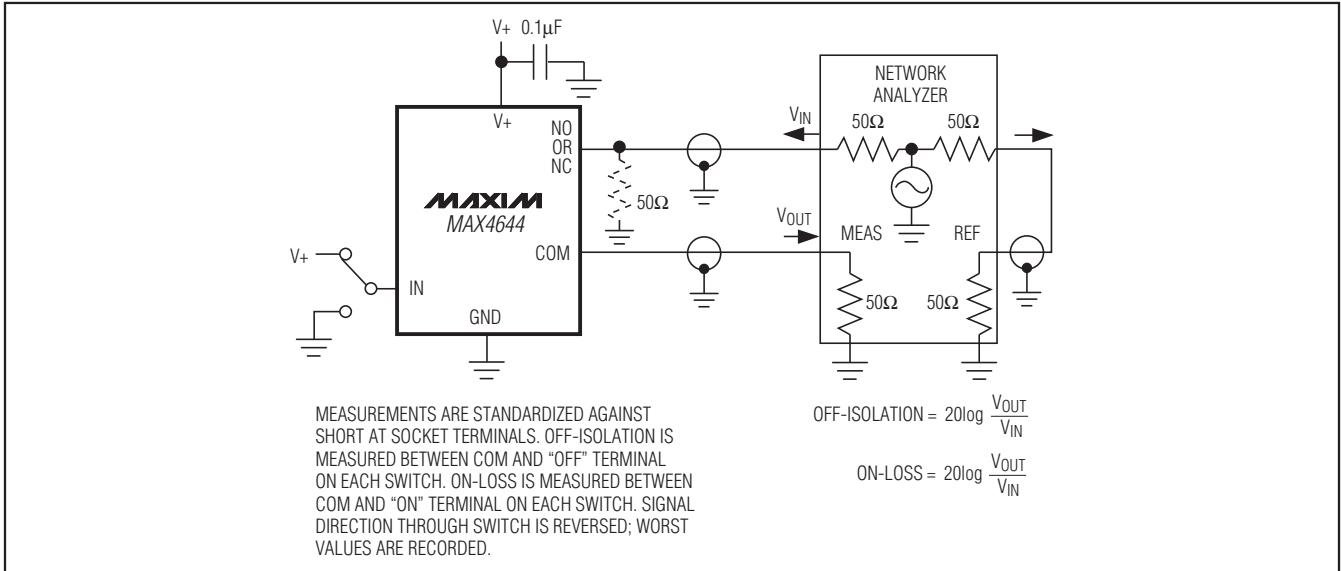 V+ 0.1µF
V+
NO
OR
NC
MAXIM
MAX4644
COM
V+
IN
GND
50Ω
VIN
VOUT
NETWORK
ANALYZER
50Ω 50Ω
MEAS REF
50Ω 50Ω
MEASUREMENTS ARE STANDARDIZED AGAINST
SHORT AT SOCKET TERMINALS. OFF-ISOLATION IS
MEASURED BETWEEN COM AND “OFF” TERMINAL
ON EACH SWITCH. ON-LOSS IS MEASURED BETWEEN
COM AND “ON” TERMINAL ON EACH SWITCH. SIGNAL
DIRECTION THROUGH SWITCH IS REVERSED; WORST
VALUES ARE RECORDED.
OFF-ISOLATION = 20log VOUT
VIN
ON-LOSS = 20log VOUT
VIN